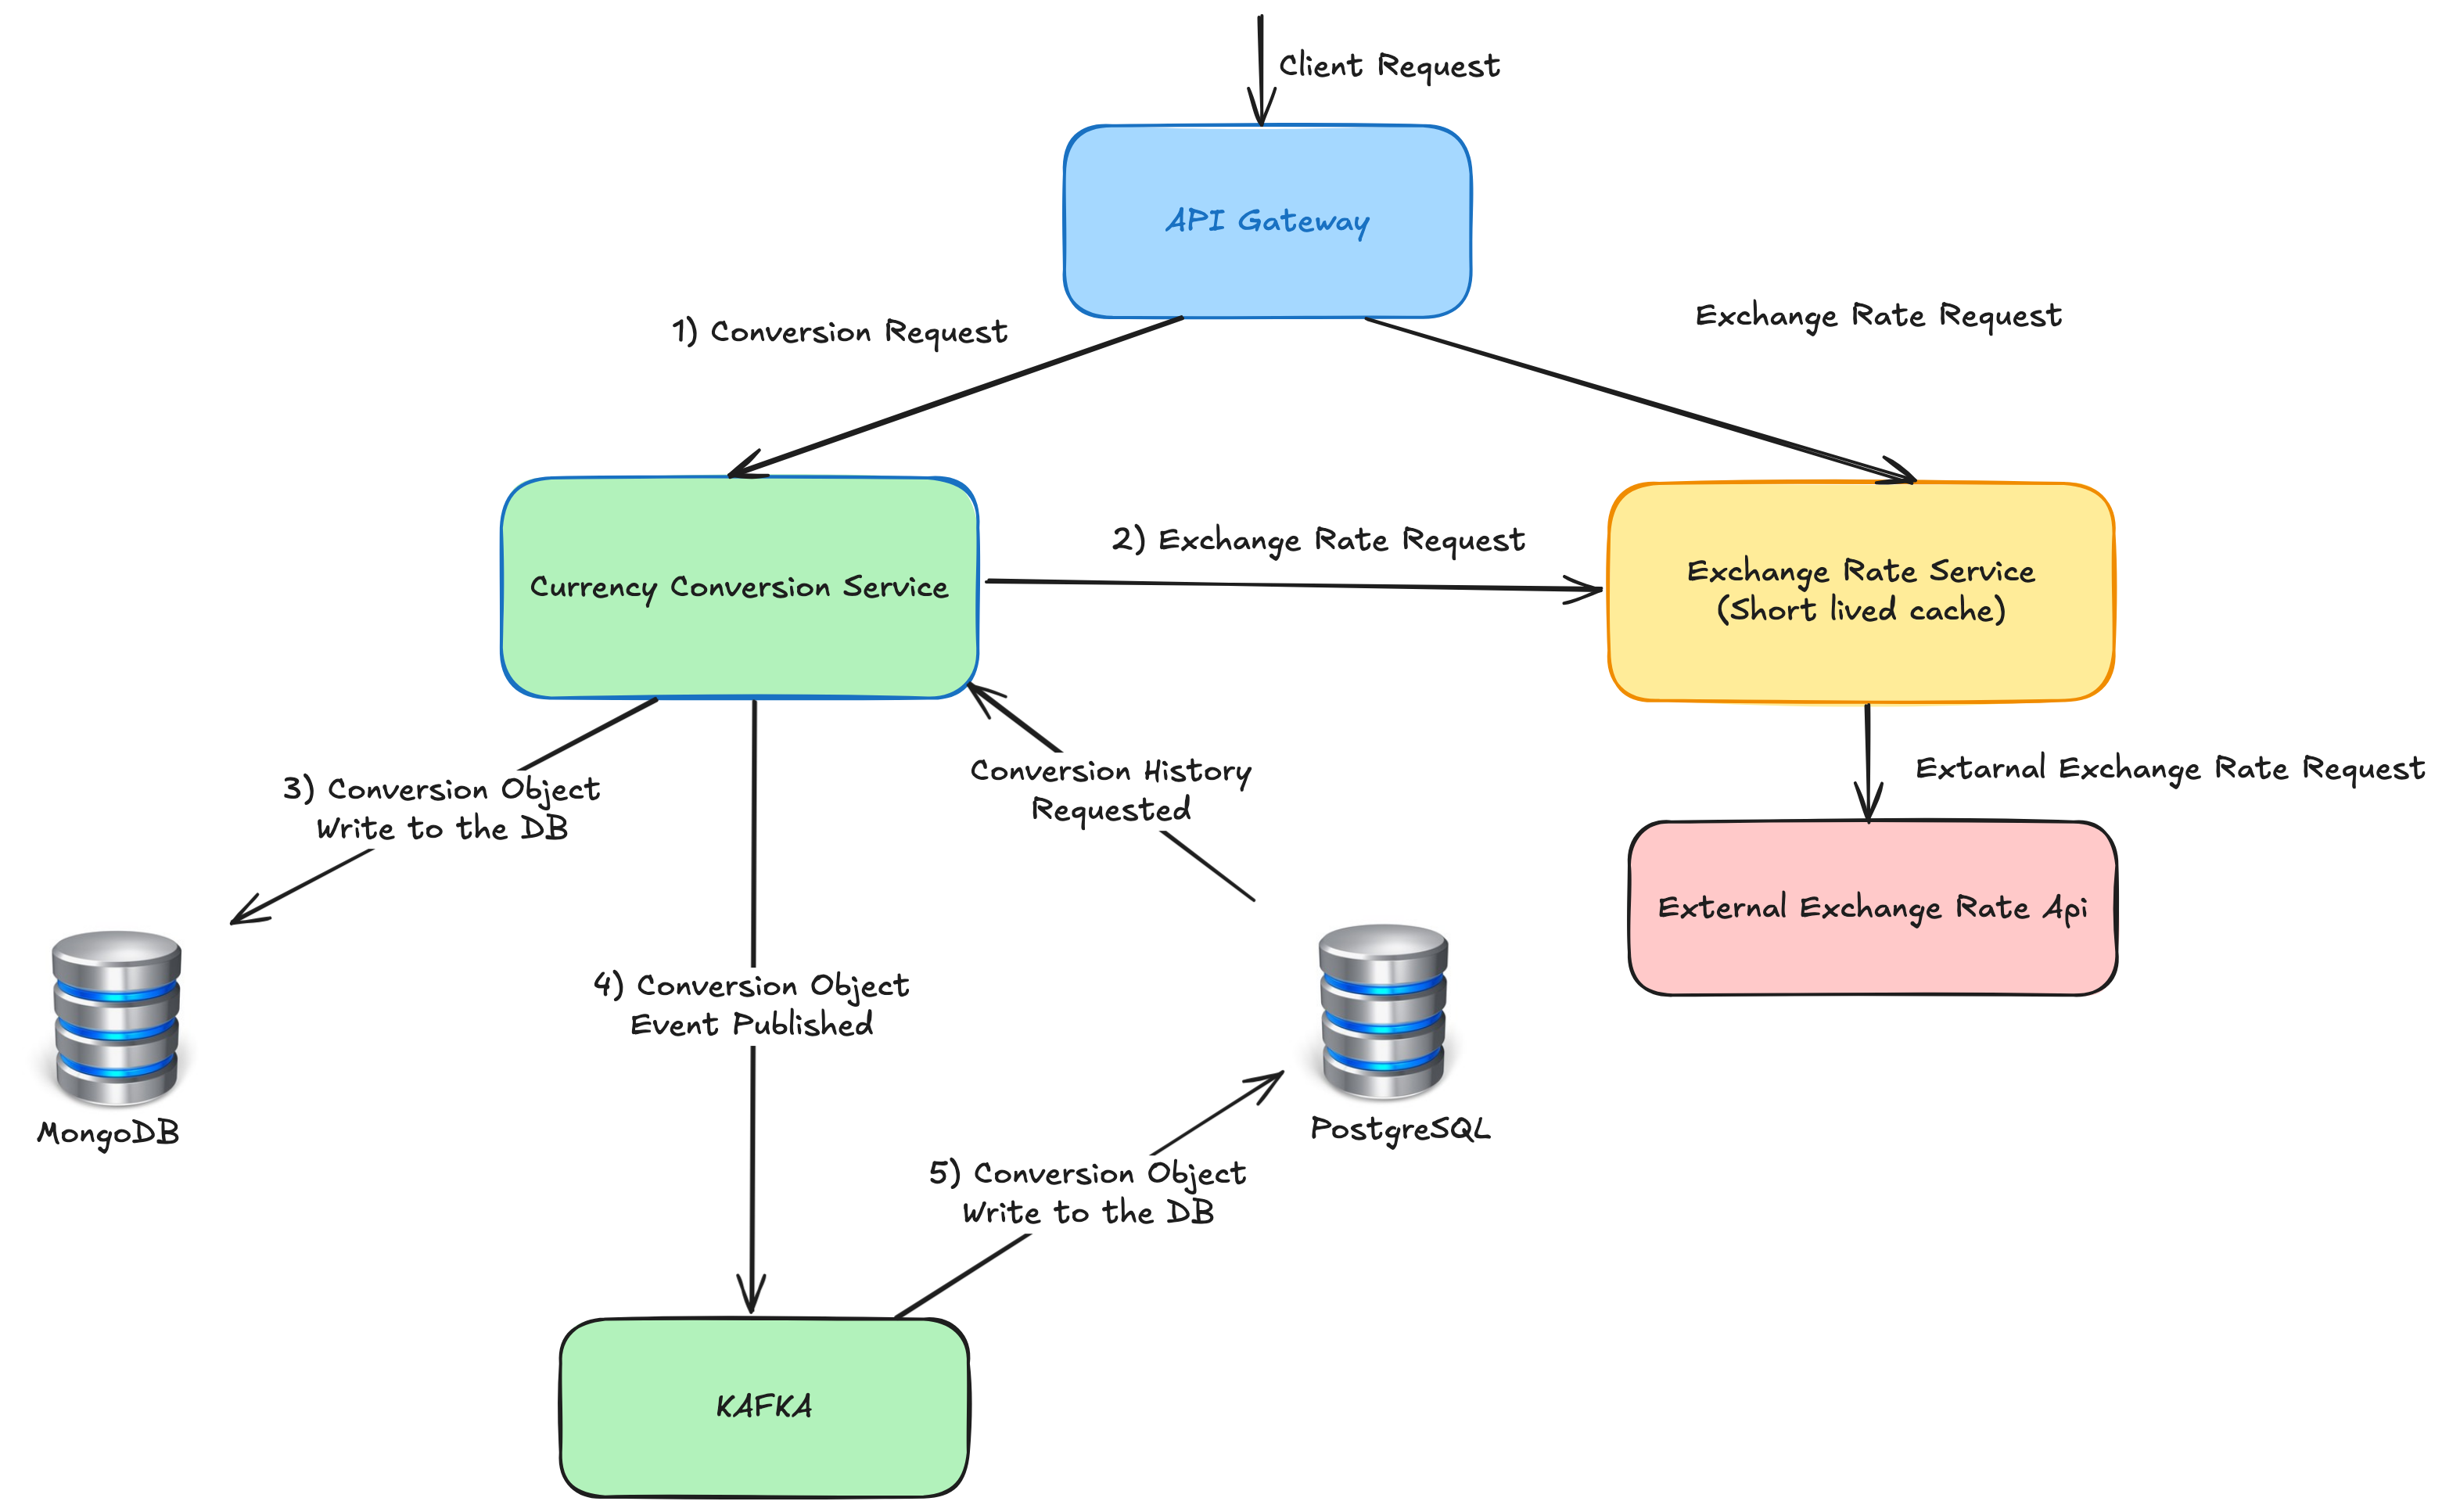 Client Request
API Gateway
1) Conversion Request
Exchange Rate Request
2) Exchange Rate Request
Currency Conversion Service
Exchange Rate Service
(Short lived cache)
3) Conversion Object
Write to the DB
Conversion History
Requested
Extarnal Exchange Rate Request
External Exchange Rate Api
4) Conversion Object
Event Published
MongoDB
PostgreSQL
5) Conversion Object
Write to the DB
KAFKA